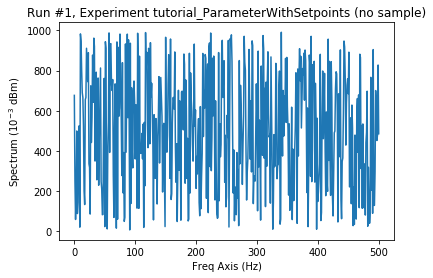 Run #1, Experiment tutorial_ParameterWithSetpoints (no sample)
1000
800
600
400
200
0
Spectrum (10⁻³ dBm)
0 100 200 300 400 500
Freq Axis (Hz)